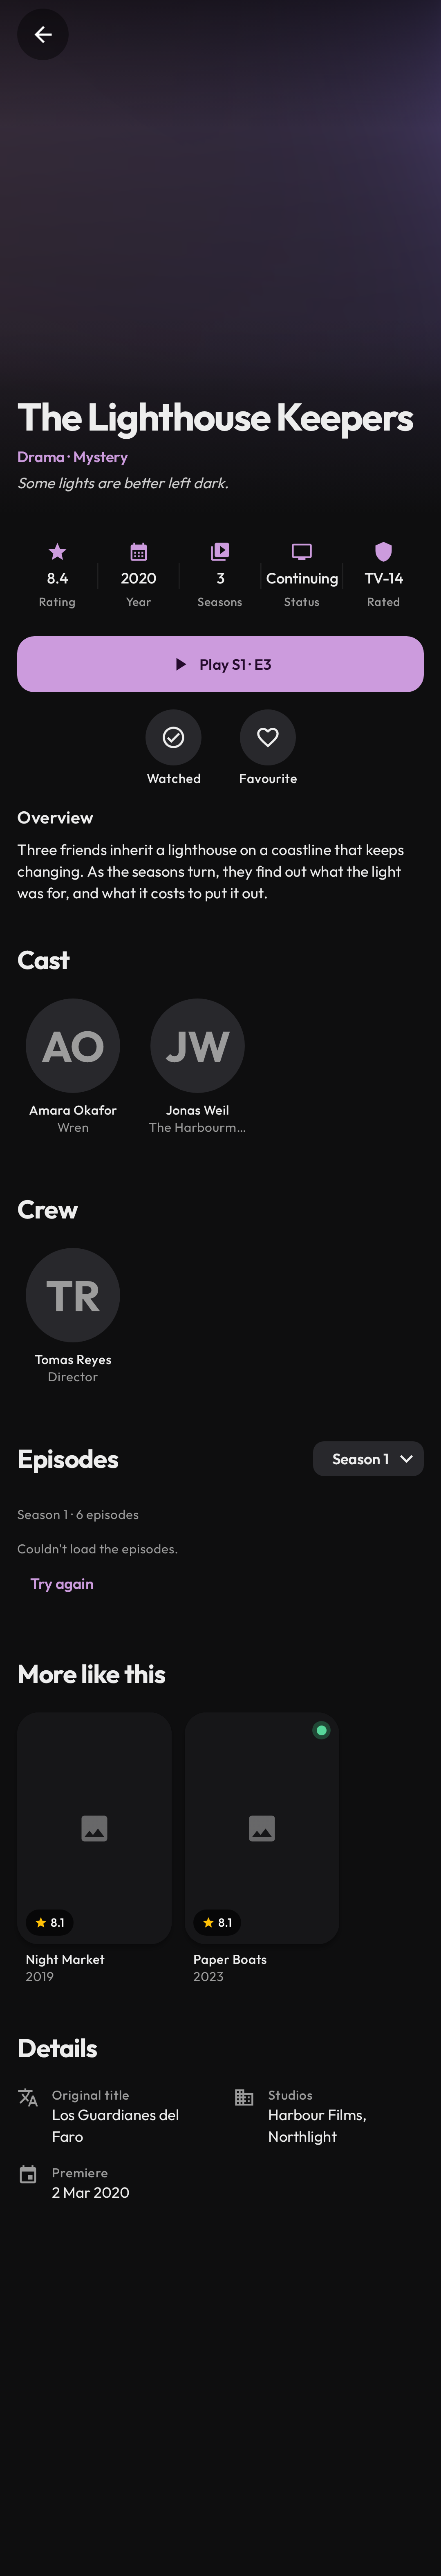 The Lighthouse Keepers
Drama · Mystery
Some lights are better left dark.
8.4
2020
3
Continuing
TV-14
Rating
Year
Seasons
Status
Rated
Play S1 · E3
Watched
Favourite
Overview
Three friends inherit a lighthouse on a coastline that keeps
changing. As the seasons turn, they find out what the light
was for, and what it costs to put it out.
Cast
AO
JW
Amara Okafor
Jonas Weil
Wren
The Harbourm...
Crew
TR
Tomas Reyes
Director
Episodes
Season 1
Season 1 · 6 episodes
Couldn't load the episodes.
Try again
More like this
8.1
8.1
Night Market
Paper Boats
2019
2023
Details
Original title
Los Guardianes del
Faro
Studios
Harbour Films,
Northlight
Premiere
2 Mar 2020